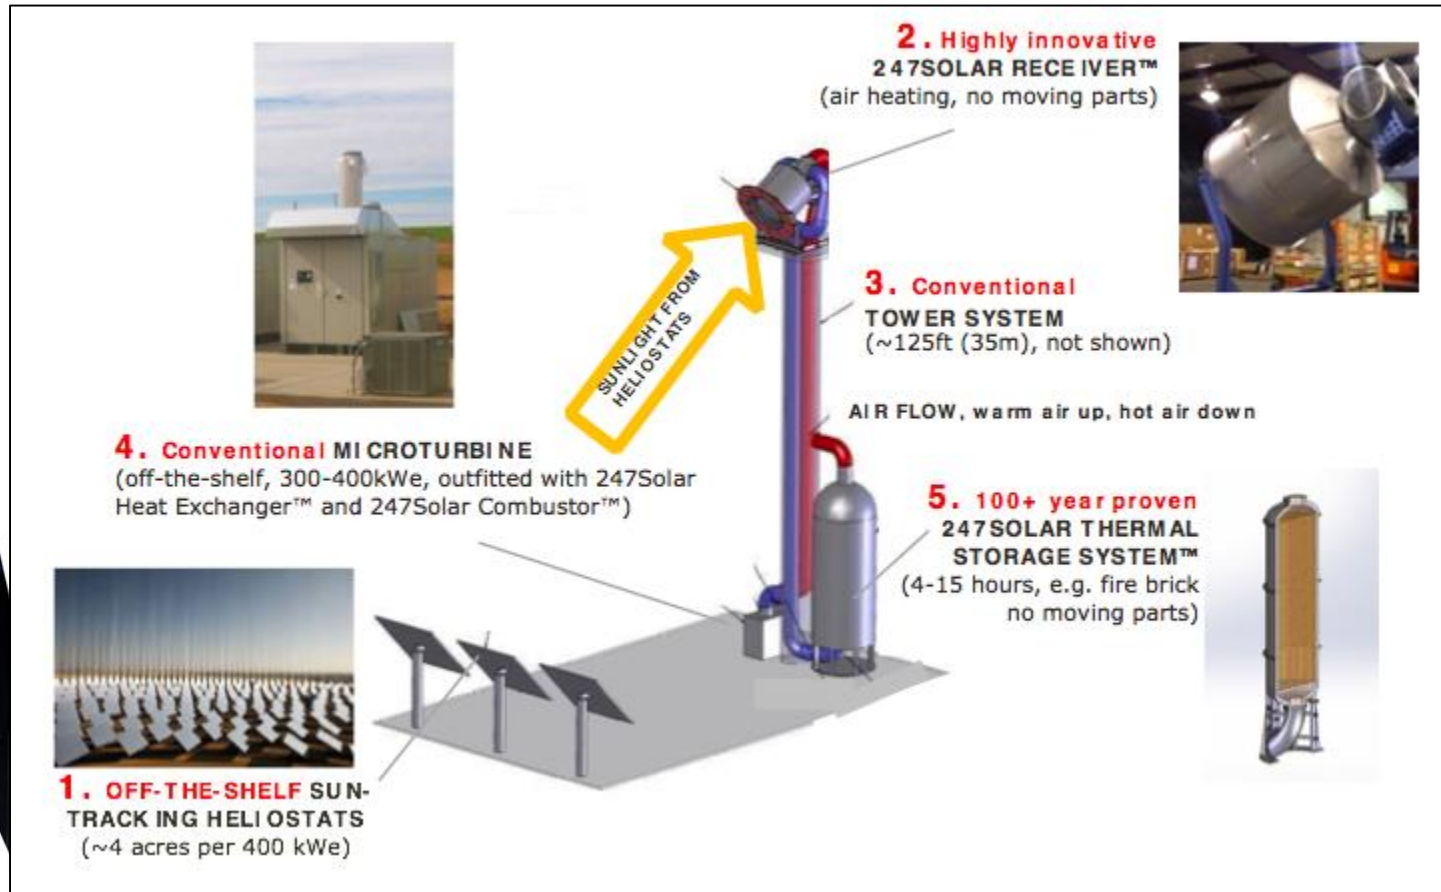 2. Highly innovative
247SOLAR RECEIVER™
(air heating, no moving parts)
SUNLIGHT FROM
HELIOSTATS
3. Conventional
TOWER SYSTEM
(~125ft (35m), not shown)
AIR FLOW, warm air up, hot air down
4. Conventional MICROTURBINE
(off-the-shelf, 300-400kWe, outfitted with 247Solar
Heat Exchanger™ and 247Solar Combustor™)
5. 100+ year proven
247SOLAR THERMAL
STORAGE SYSTEM™
(4-15 hours, e.g. fire brick
no moving parts)
1. OFF-THE-SHELF SUN-
TRACKING HELIOSTATS
(~4 acres per 400 kWe)